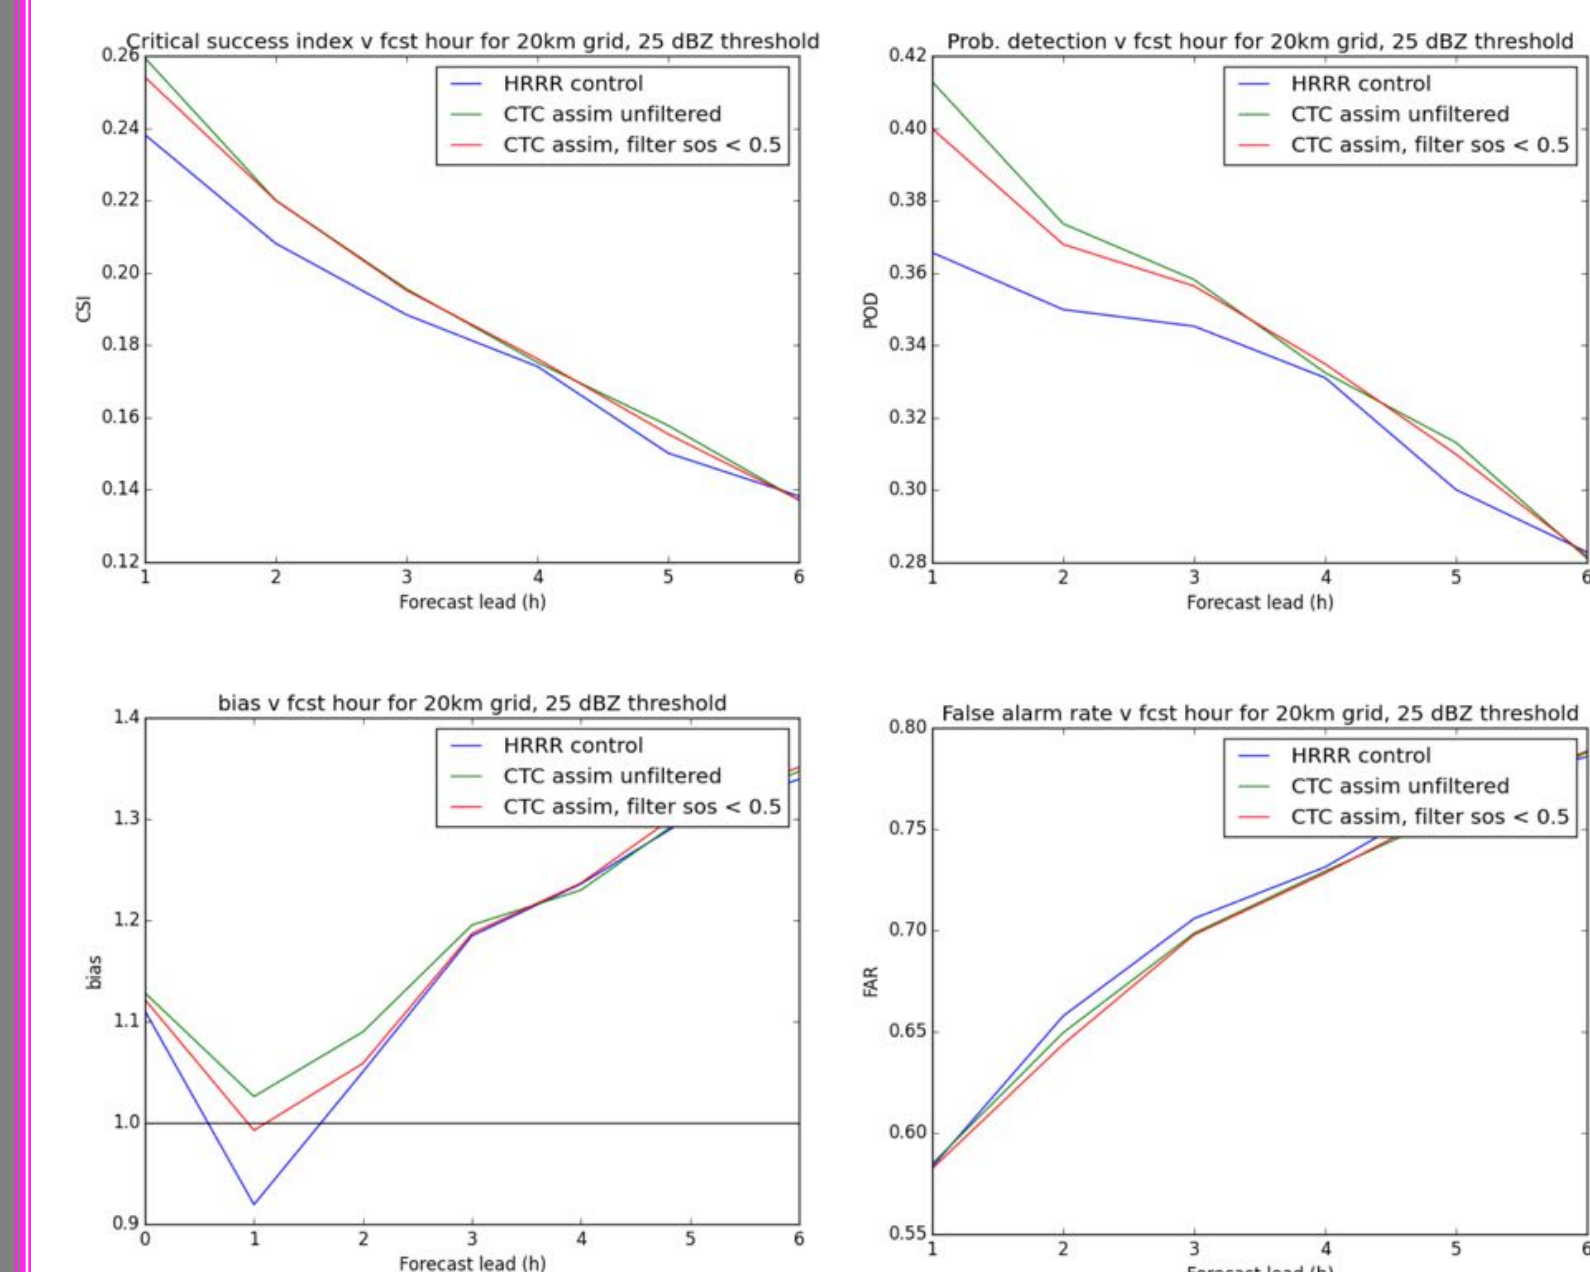 Critical success index v fcst hour for 20km grid, 25 dBZ threshold
0.26
0.24
0.22
0.20
0.18
0.16
0.14
0.12
CSI
HRRR control
CTC assim unfiltered
CTC assim, filter sos < 0.5
1 2 3 4 5 6
Forecast lead (h)
Prob. detection v fcst hour for 20km grid, 25 dBZ threshold
0.42
0.40
0.38
0.36
0.34
0.32
0.30
0.28
POD
HRRR control
CTC assim unfiltered
CTC assim, filter sos < 0.5
1 2 3 4 5 6
Forecast lead (h)
bias v fcst hour for 20km grid, 25 dBZ threshold
1.4
1.3
1.2
1.1
1.0
0.9
bias
HRRR control
CTC assim unfiltered
CTC assim, filter sos < 0.5
0 1 2 3 4 5 6
Forecast lead (h)
False alarm rate v fcst hour for 20km grid, 25 dBZ threshold
0.80
0.75
0.70
0.65
0.60
0.55
FAR
HRRR control
CTC assim unfiltered
CTC assim, filter sos < 0.5
1 2 3 4 5 6
Forecast lead (h)